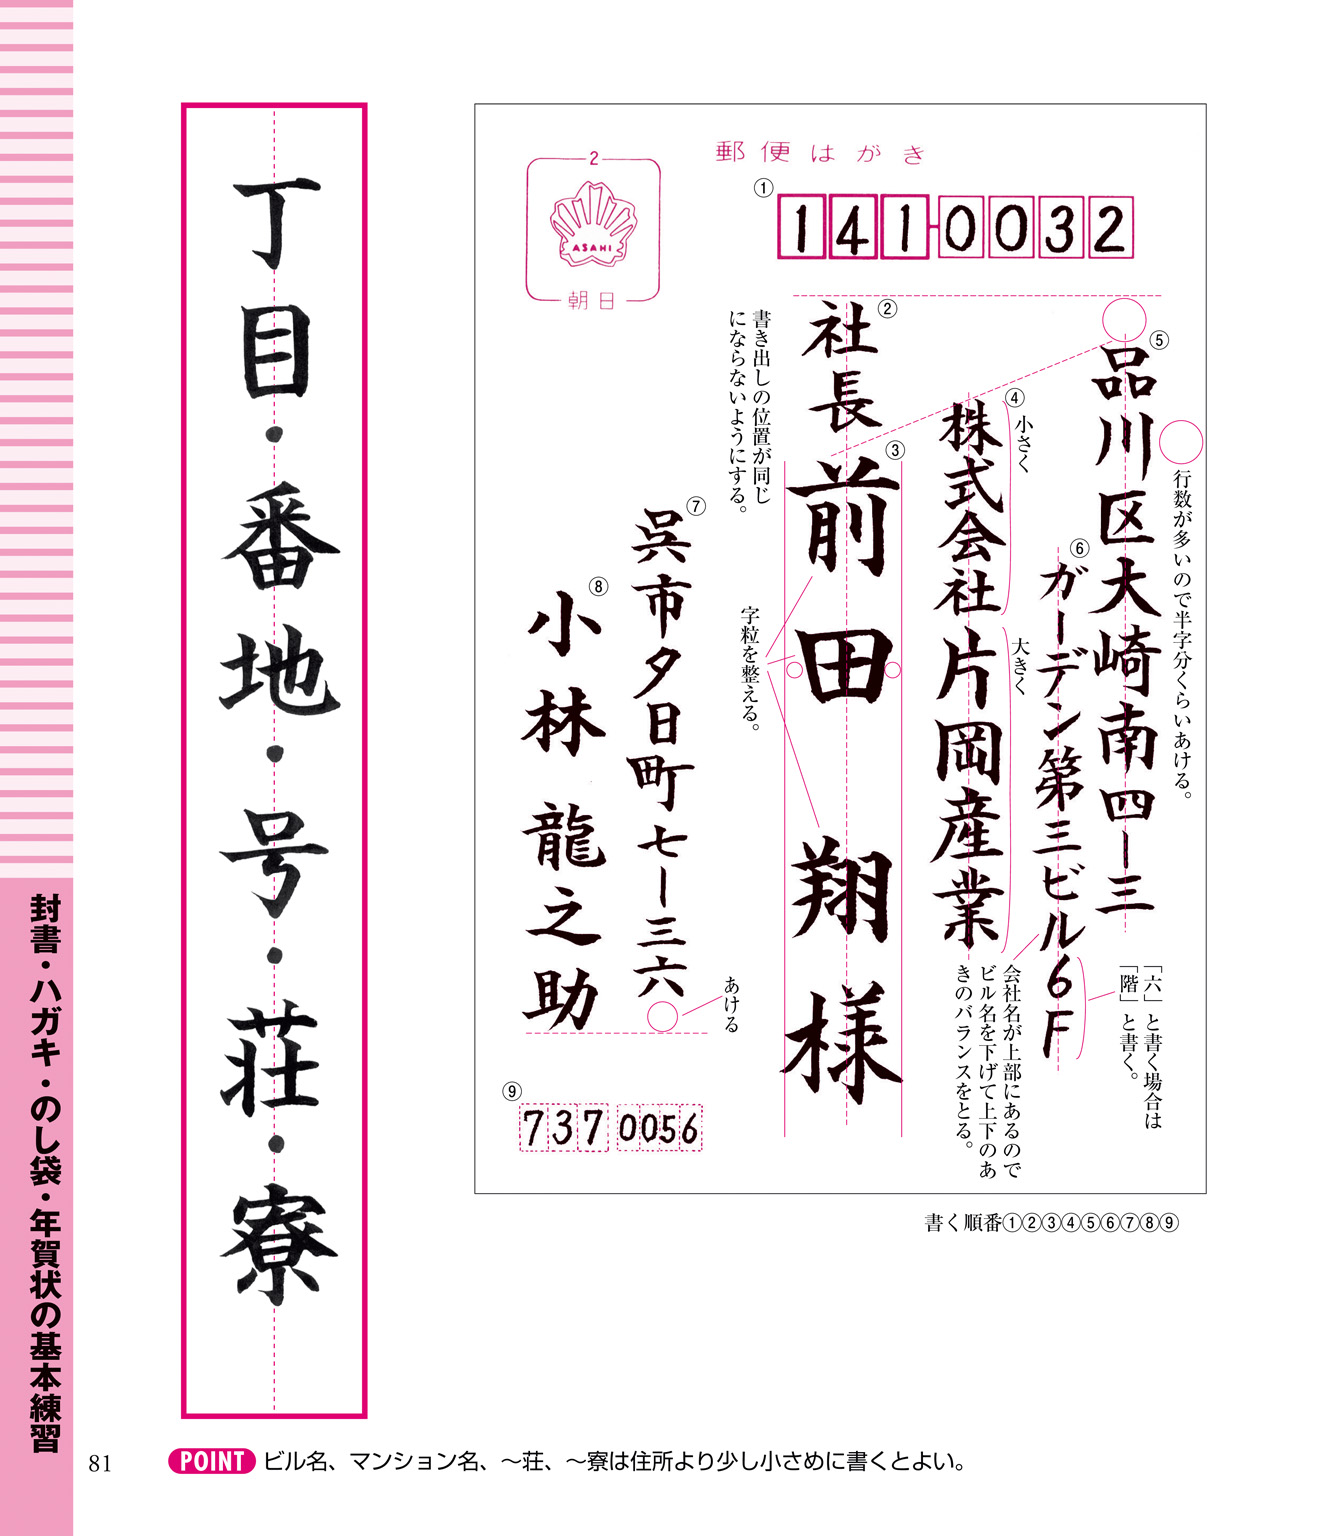 郵便はがき
2
ASAHI
朝日
①
141-0032
⑤
品川区大崎南四ー三
行数が多いので半字分くらいあける。
⑥
ガーデン第三ビル6F
「六」と書く場合は
「階」と書く。
④
株式会社片岡産業
小さく
大きく
会社名が上部にあるので
ビル名を下げて上下のあ
きのバランスをとる。
②
社長
③
前田翔様
書き出しの位置が同じ
にならないようにする。
字粒を整える。
⑦
呉市夕日町七ー三六
あける
⑧
小林龍之助
⑨
737 0056
書く順番①②③④⑤⑥⑦⑧⑨
丁目・番地・号・荘・寮
封書・ハガキ・のし袋・年賀状の基本練習
81
POINT ビル名、マンション名、〜荘、〜寮は住所より少し小さめに書くとよい。